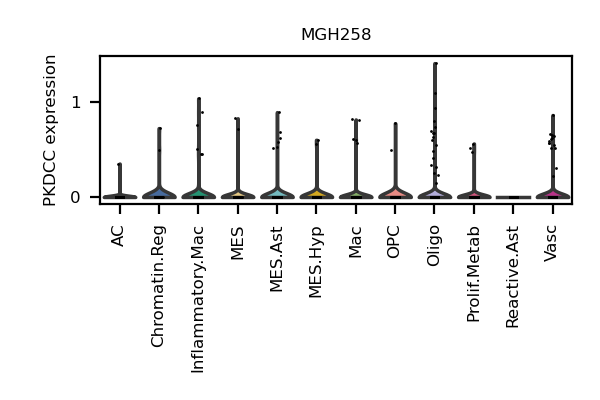 MGH258
PKDCC expression
1
0
AC
Chromatin.Reg
Inflammatory.Mac
MES
MES.Ast
MES.Hyp
Mac
OPC
Oligo
Prolif.Metab
Reactive.Ast
Vasc